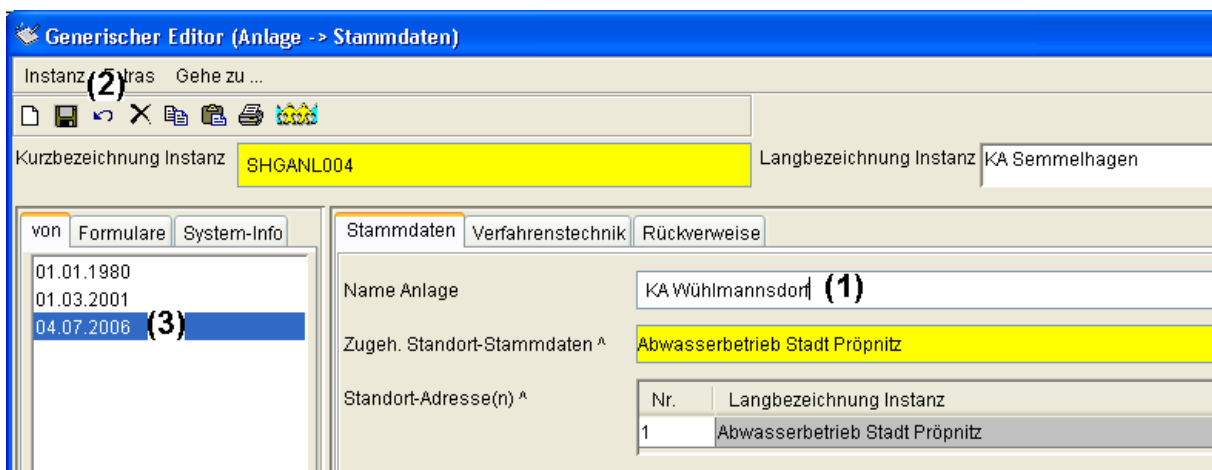 Generischer Editor (Anlage -> Stammdaten)
Instanz Extras Gehe zu ...
(2)
Kurzbezeichnung Instanz SHGANL004 Langbezeichnung Instanz KA Semmelhagen
von Formulare System-Info
01.01.1980
01.03.2001
04.07.2006 (3)
Stammdaten Verfahrenstechnik Rückverweise
Name Anlage KA Wühlmannsdorf (1)
Zugeh. Standort-Stammdaten ^ Abwasserbetrieb Stadt Pröpnitz
Standort-Adresse(n) ^ Nr. Langbezeichnung Instanz
1 Abwasserbetrieb Stadt Pröpnitz